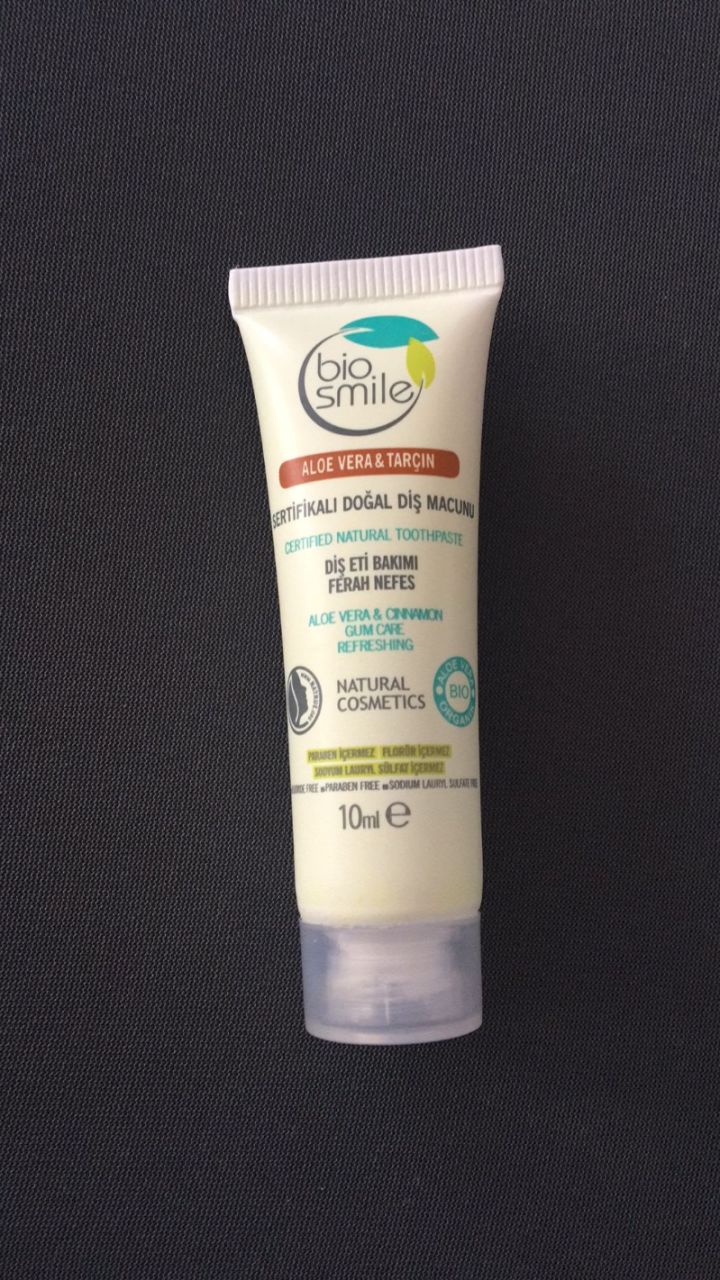 bio
smile
ALOE VERA & TARÇIN
SERTİFİKALI DOĞAL DİŞ MACUNU
CERTIFIED NATURAL TOOTHPASTE
DİŞ ETİ BAKIMI
FERAH NEFES
ALOE VERA & CINNAMON
GUM CARE
REFRESHING
NATURAL
COSMETICS
ALOE VERA
BIO
ORGANIC
PARABEN İÇERMEZ FLORÜR İÇERMEZ
SODYUM LAURYL SÜLFAT İÇERMEZ
FREE ■PARABEN FREE ■SODIUM LAURYL SULFATE
10ml e